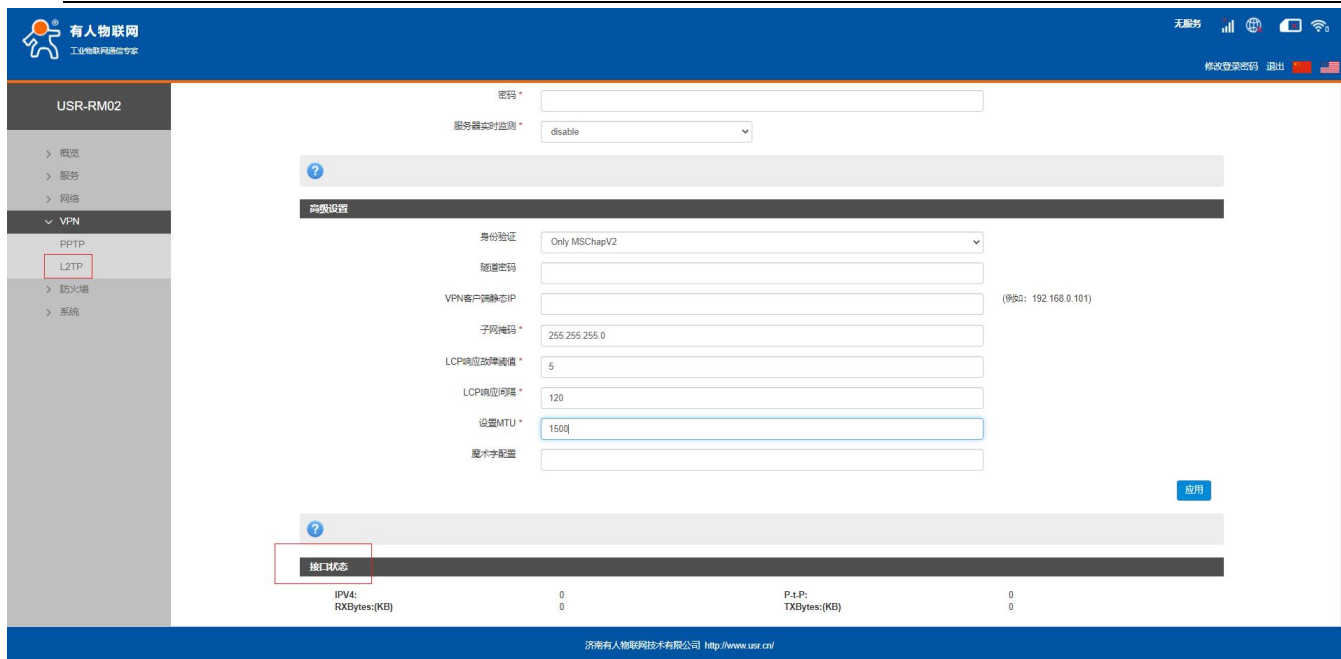 有人物联网
工业物联网通信专家
无服务
修改登录密码 退出
USR-RM02
> 概览
> 服务
> 网络
VPN
PPTP
L2TP
> 防火墙
> 系统
密码 *
服务器实时监测 * disable
高级设置
身份验证 Only MSChapV2
隧道密码
VPN客户端静态IP (例如：192.168.0.101)
子网掩码 * 255.255.255.0
LCP响应故障阈值 * 5
LCP响应间隔 * 120
设置MTU * 1500
魔术字配置
应用
接口状态
IPV4: 0 P-t-P: 0
RXBytes:(KB) 0 TXBytes:(KB) 0
济南有人物联网技术有限公司 http://www.usr.cn/